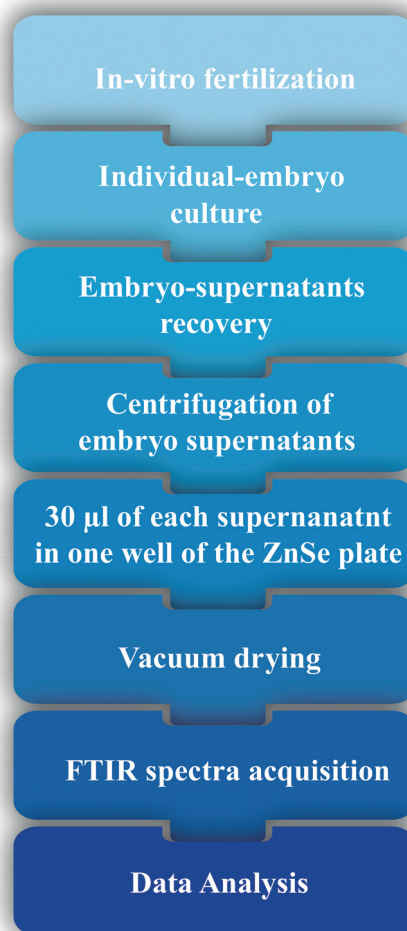 In-vitro fertilization
Individual-embryo
culture
Embryo-supernatants
recovery
Centrifugation of
embryo supernatants
30 µl of each supernanatnt
in one well of the ZnSe plate
Vacuum drying
FTIR spectra acquisition
Data Analysis